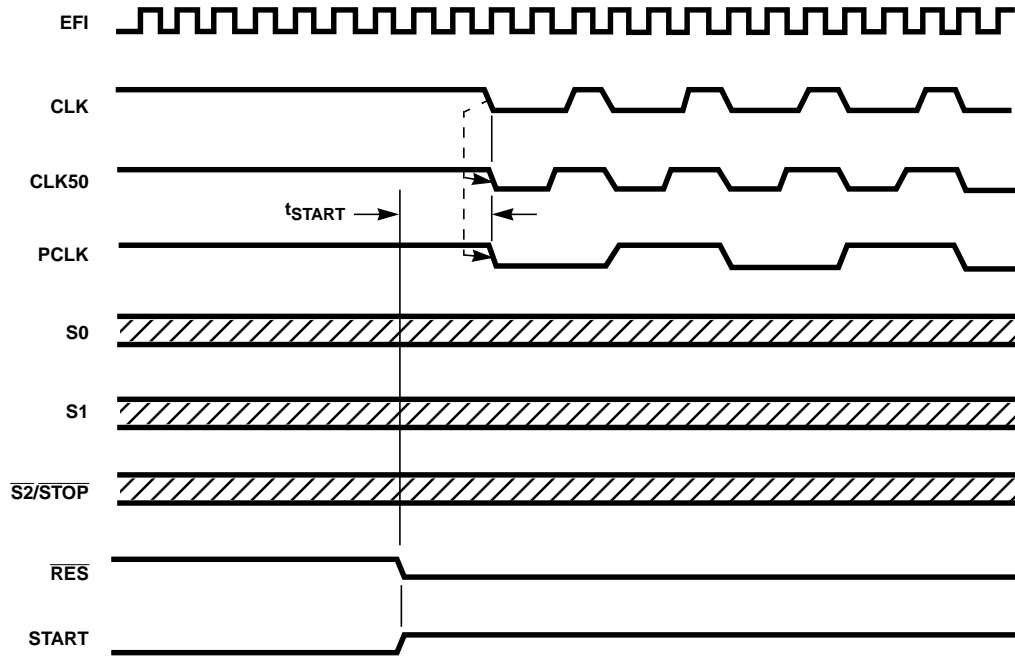 EFI
CLK
CLK50
tSTART
PCLK
S0
S1
S2/STOP
RES
START